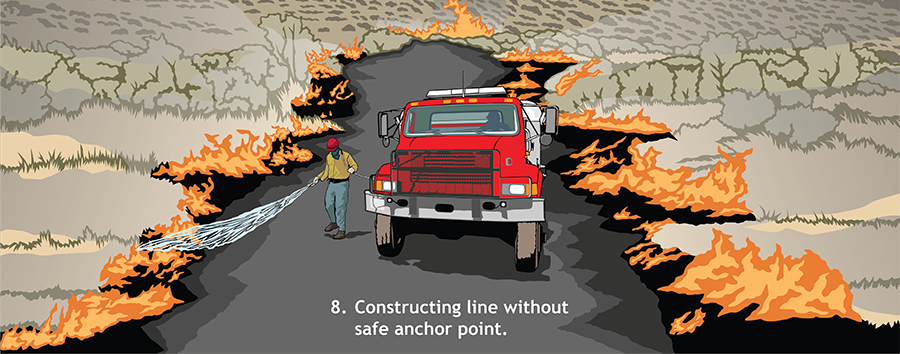 8. Constructing line without
safe anchor point.